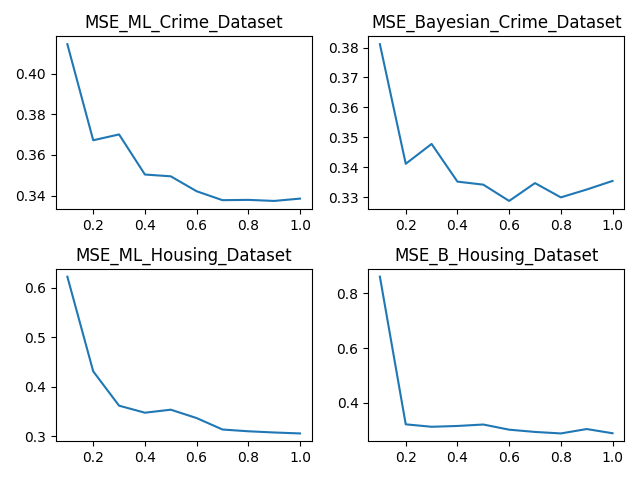 MSE_ML_Crime_Dataset
0.40
0.38
0.36
0.34
0.2 0.4 0.6 0.8 1.0
MSE_Bayesian_Crime_Dataset
0.38
0.37
0.36
0.35
0.34
0.33
0.2 0.4 0.6 0.8 1.0
MSE_ML_Housing_Dataset
0.6
0.5
0.4
0.3
0.2 0.4 0.6 0.8 1.0
MSE_B_Housing_Dataset
0.8
0.6
0.4
0.2 0.4 0.6 0.8 1.0